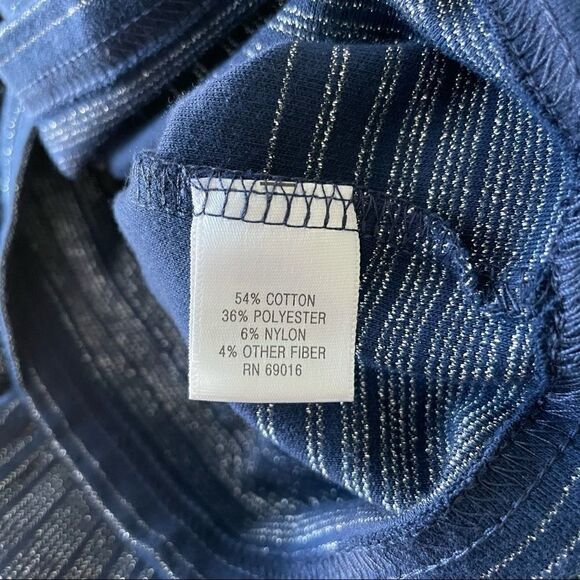 54% COTTON
36% POLYESTER
6% NYLON
4% OTHER FIBER
RN 69016